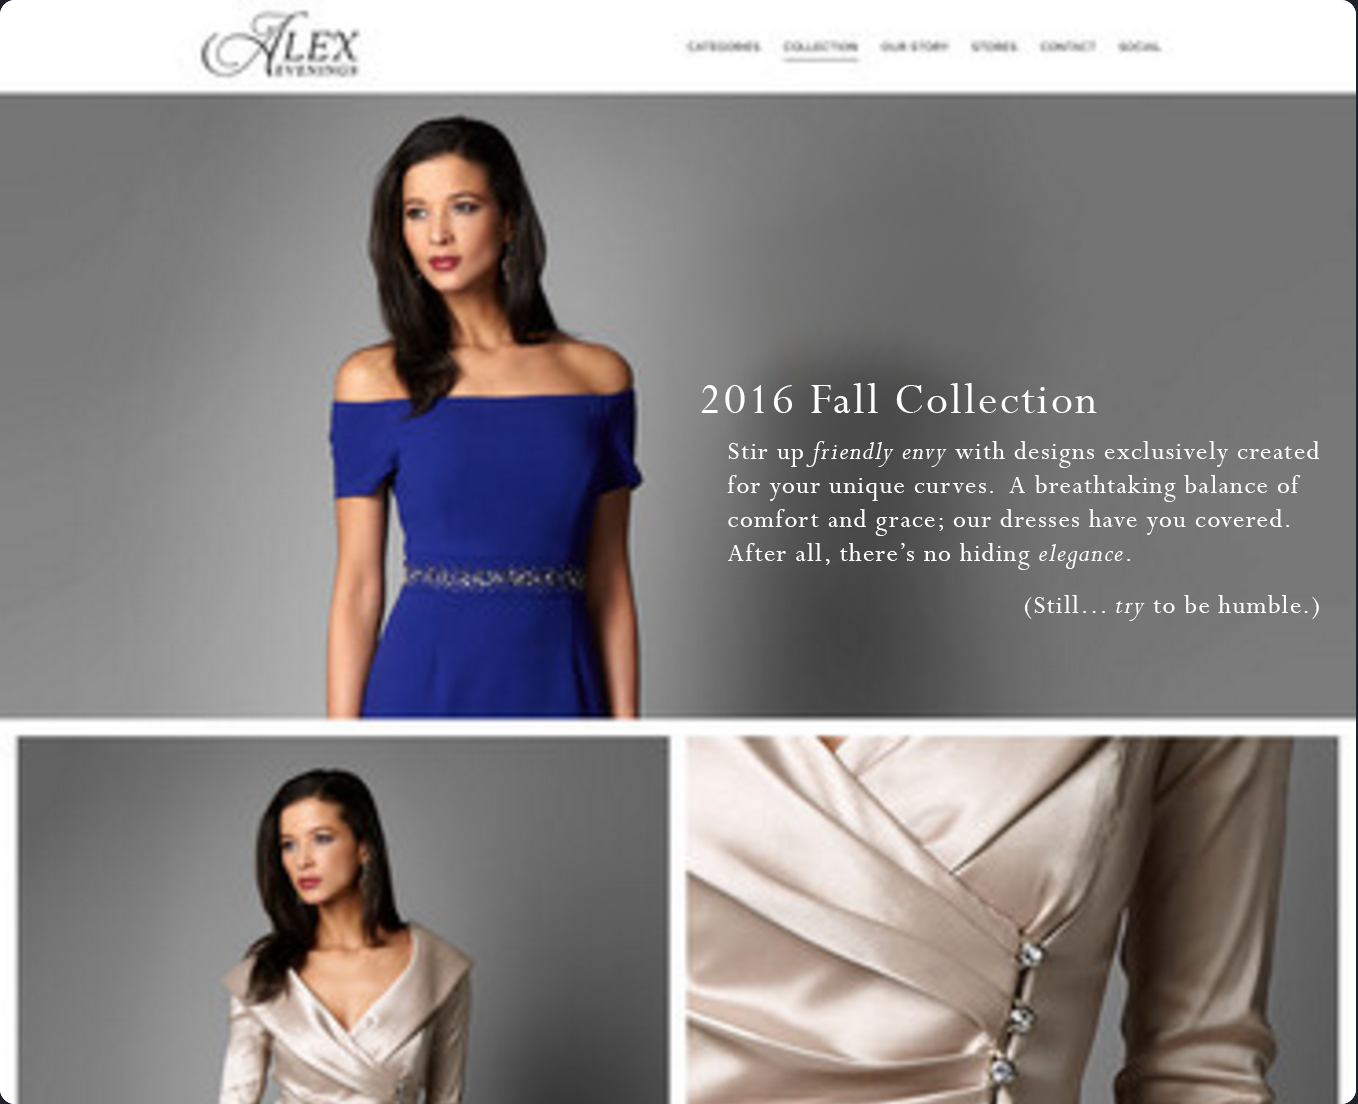 ALEX
EVENINGS
CATEGORIES COLLECTION OUR STORY STORES CONTACT SOCIAL
2016 Fall Collection
Stir up friendly envy with designs exclusively created
for your unique curves.  A breathtaking balance of
comfort and grace; our dresses have you covered.
After all, there’s no hiding elegance.
(Still... try to be humble.)